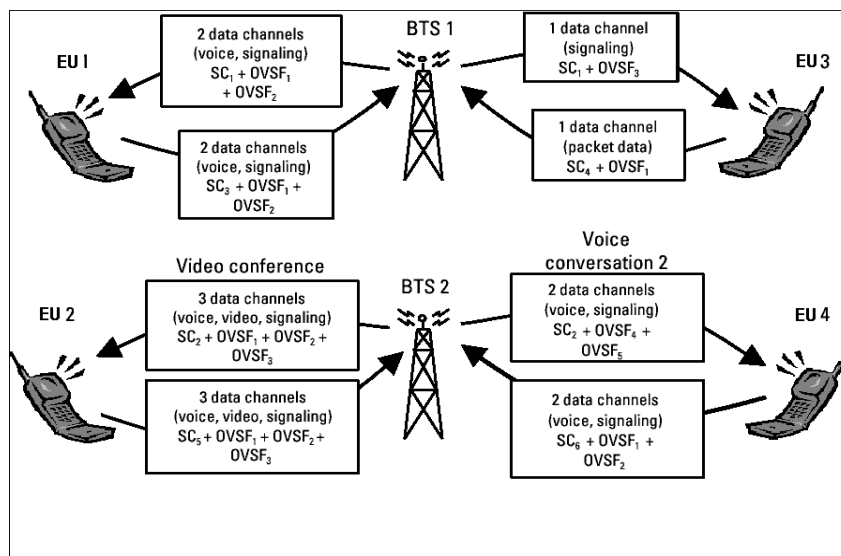 2 data channels
(voice, signaling)
SC₁ + OVSF₁
+ OVSF₂
BTS 1
1 data channel
(signaling)
SC₁ + OVSF₃
EU I
EU 3
2 data channels
(voice, signaling)
SC₃ + OVSF₁ +
OVSF₂
1 data channel
(packet data)
SC₄ + OVSF₁
Video conference
BTS 2
Voice
conversation 2
EU 2
3 data channels
(voice, video, signaling)
SC₂ + OVSF₁ + OVSF₂ +
OVSF₃
2 data channels
(voice, signaling)
SC₂ + OVSF₄ +
OVSF₅
EU 4
3 data channels
(voice, video, signaling)
SC₅ + OVSF₁ + OVSF₂ +
OVSF₃
2 data channels
(voice, signaling)
SC₆ + OVSF₁ +
OVSF₂